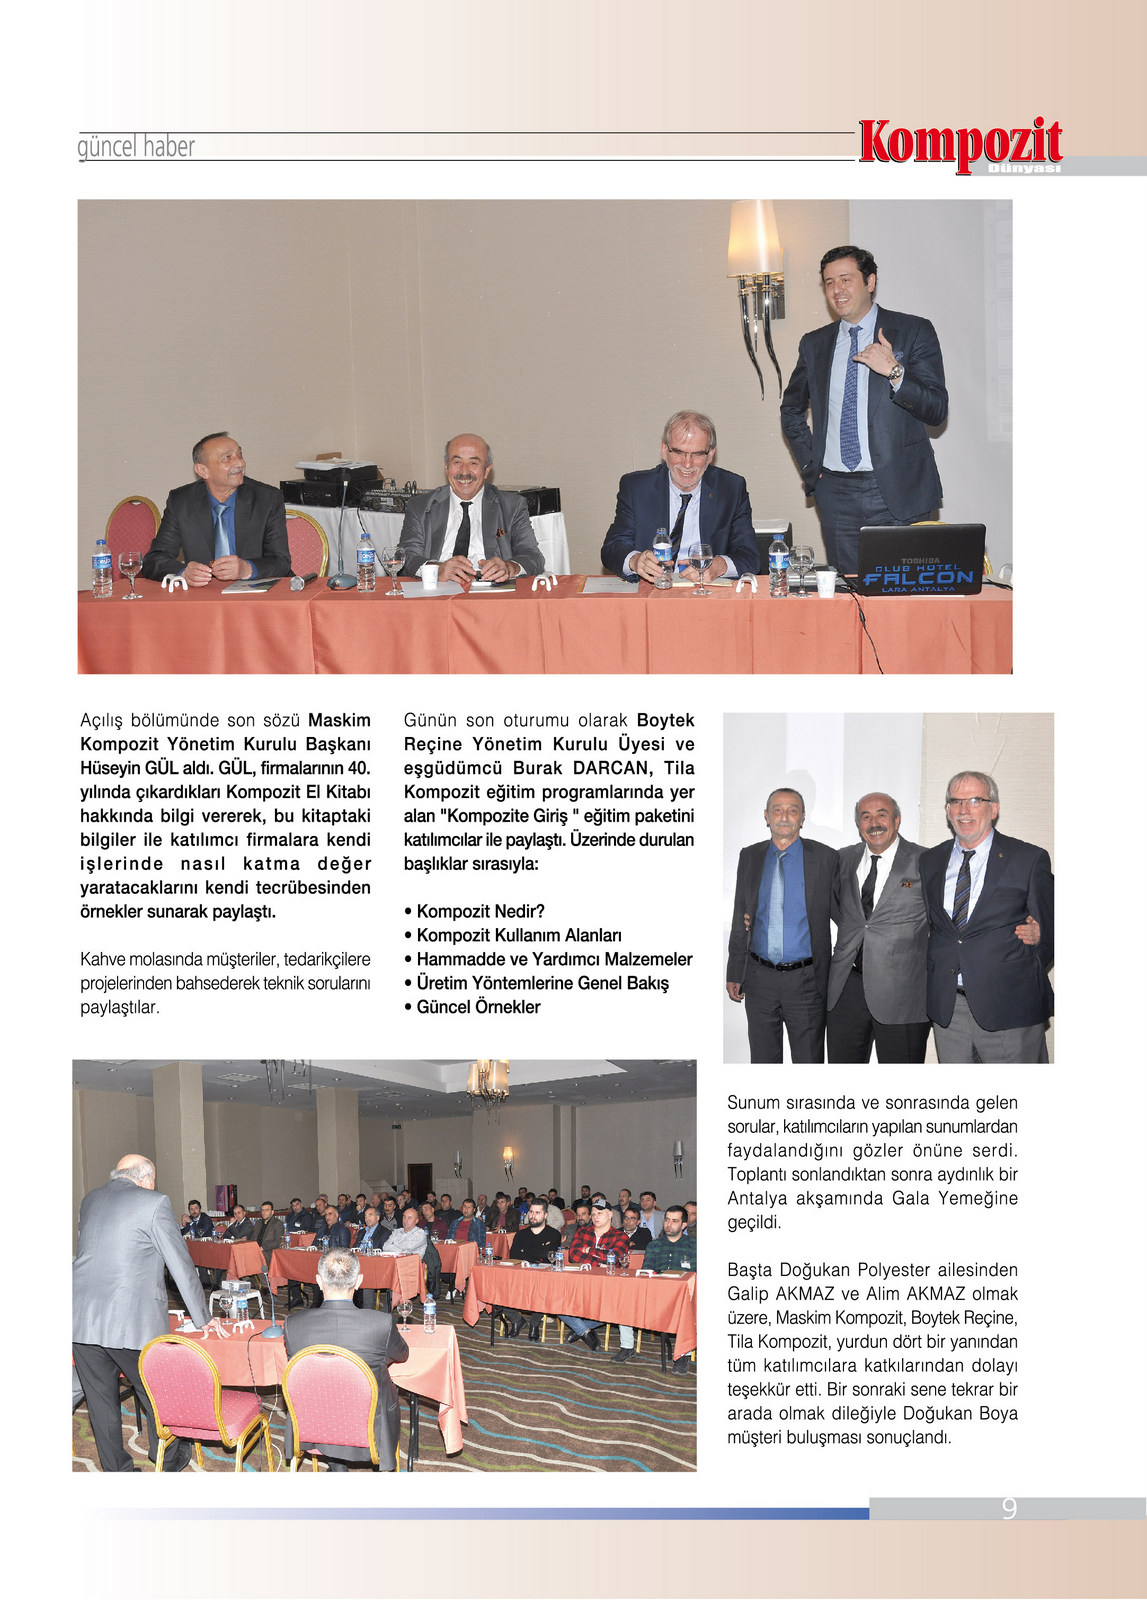 güncel haber
Kompozit
Dünyası
TOSHIBA
CLUB HOTEL
FALCON
LARA ANTALYA
Açılış bölümünde son sözü Maskim
Kompozit Yönetim Kurulu Başkanı
Hüseyin GÜL aldı. GÜL, firmalarının 40.
yılında çıkardıkları Kompozit El Kitabı
hakkında bilgi vererek, bu kitaptaki
bilgiler ile katılımcı firmalara kendi
işlerinde nasıl katma değer
yaratacaklarını kendi tecrübesinden
örnekler sunarak paylaştı.
Kahve molasında müşteriler, tedarikçilere
projelerinden bahsederek teknik sorularını
paylaştılar.
Günün son oturumu olarak Boytek
Reçine Yönetim Kurulu Üyesi ve
eşgüdümcü Burak DARCAN, Tila
Kompozit eğitim programlarında yer
alan "Kompozite Giriş " eğitim paketini
katılımcılar ile paylaştı. Üzerinde durulan
başlıklar sırasıyla:
• Kompozit Nedir?
• Kompozit Kullanım Alanları
• Hammadde ve Yardımcı Malzemeler
• Üretim Yöntemlerine Genel Bakış
• Güncel Örnekler
Sunum sırasında ve sonrasında gelen
sorular, katılımcıların yapılan sunumlardan
faydalandığını gözler önüne serdi.
Toplantı sonlandıktan sonra aydınlık bir
Antalya akşamında Gala Yemeğine
geçildi.
Başta Doğukan Polyester ailesinden
Galip AKMAZ ve Alim AKMAZ olmak
üzere, Maskim Kompozit, Boytek Reçine,
Tila Kompozit, yurdun dört bir yanından
tüm katılımcılara katkılarından dolayı
teşekkür etti. Bir sonraki sene tekrar bir
arada olmak dileğiyle Doğukan Boya
müşteri buluşması sonuçlandı.
9